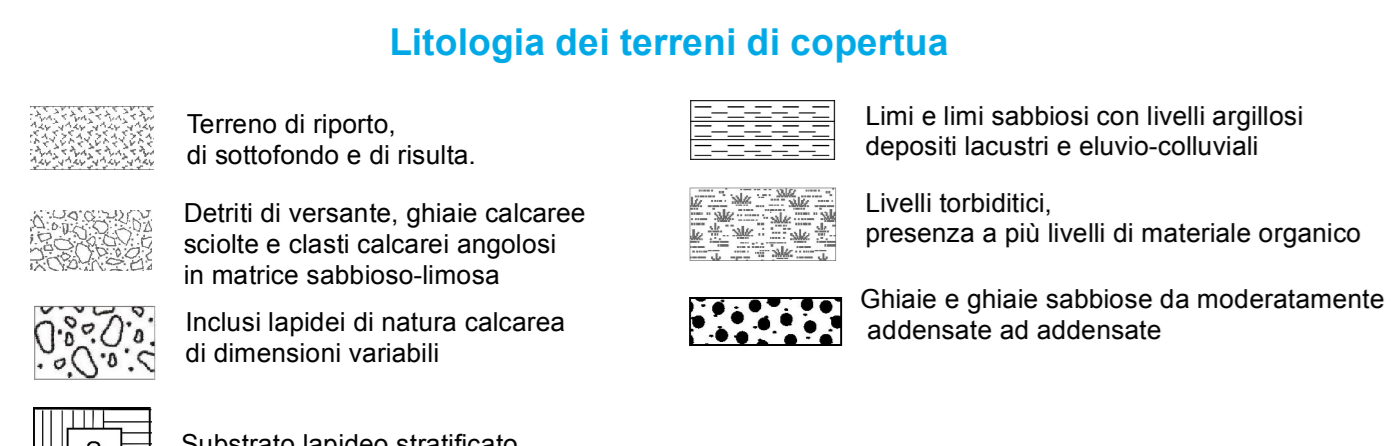 Litologia dei terreni di copertua
Terreno di riporto,
di sottofondo e di risulta.
Detriti di versante, ghiaie calcaree
sciolte e clasti calcarei angolosi
in matrice sabbioso-limosa
Inclusi lapidei di natura calcarea
di dimensioni variabili
Substrato lapideo stratificato
Limi e limi sabbiosi con livelli argillosi
depositi lacustri e eluvio-colluviali
Livelli torbiditici,
presenza a più livelli di materiale organico
Ghiaie e ghiaie sabbiose da moderatamente
addensate ad addensate